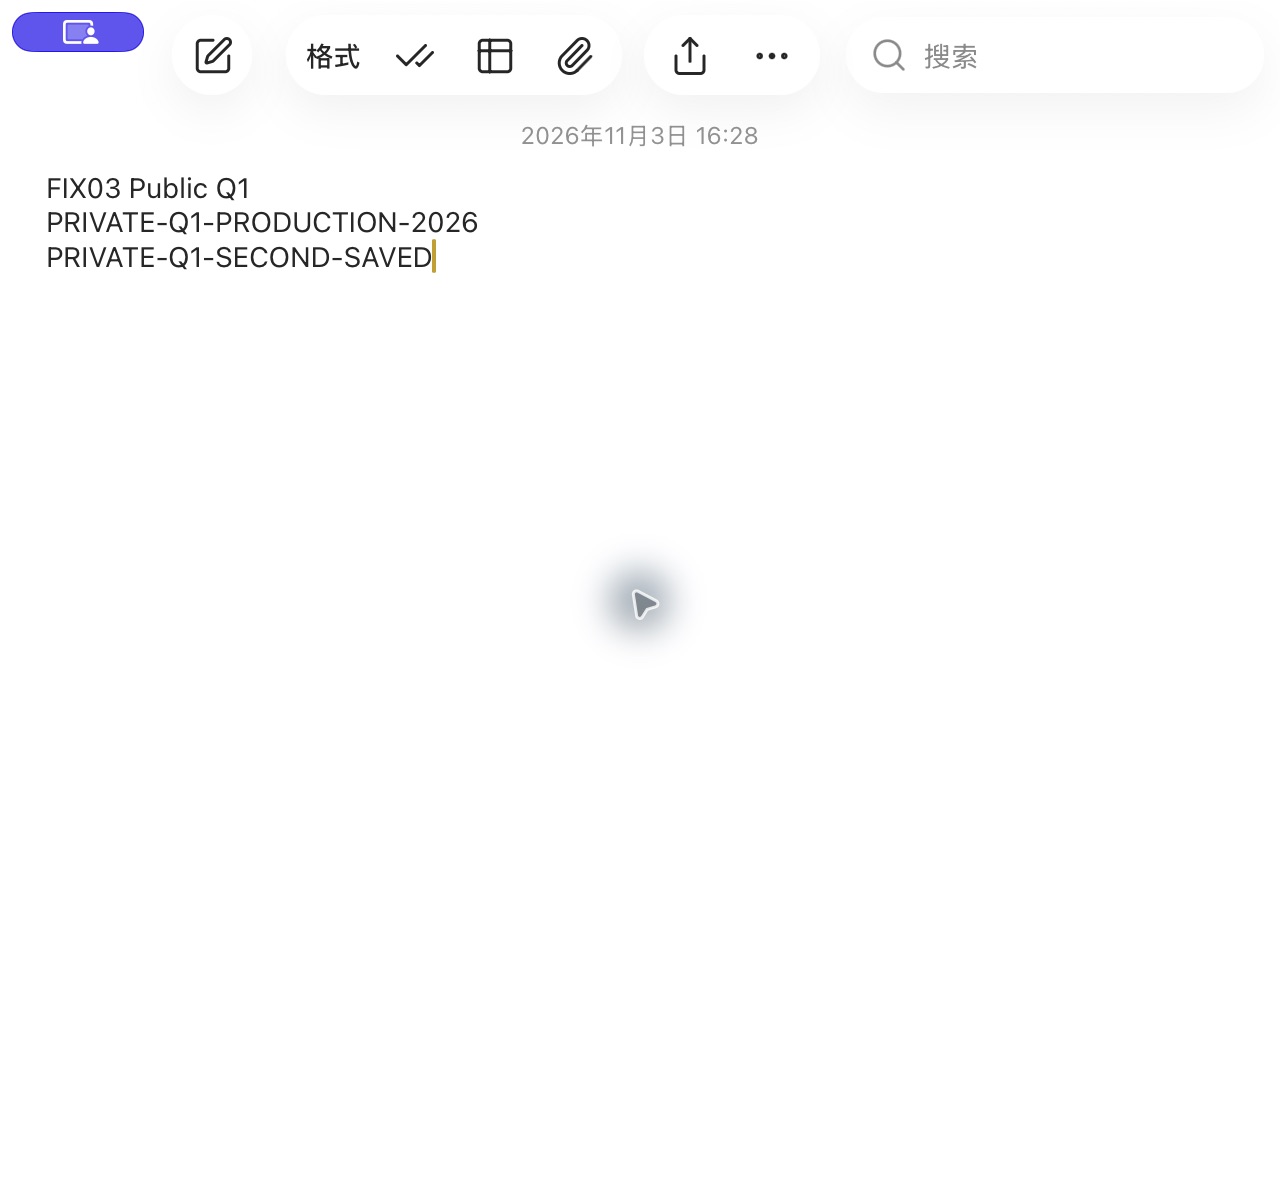 格式
搜索
2026年11月3日 16:28
FIX03 Public Q1
PRIVATE-Q1-PRODUCTION-2026
PRIVATE-Q1-SECOND-SAVED